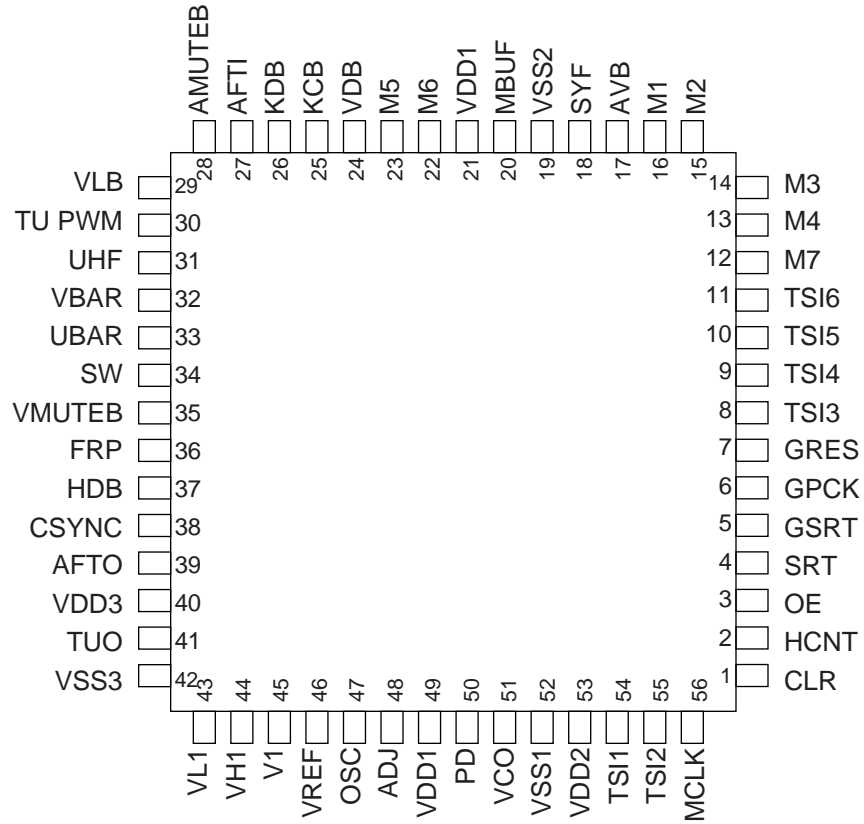 AMUTEB AFTI KDB KCB VDB M5 M6 VDD1 MBUF VSS2 SYF AVB M1 M2
28 27 26 25 24 23 22 21 20 19 18 17 16 15
VLB 29 14 M3
TU PWM 30 13 M4
UHF 31 12 M7
VBAR 32 11 TSI6
UBAR 33 10 TSI5
SW 34 9 TSI4
VMUTEB 35 8 TSI3
FRP 36 7 GRES
HDB 37 6 GPCK
CSYNC 38 5 GSRT
AFTO 39 4 SRT
VDD3 40 3 OE
TUO 41 2 HCNT
VSS3 42 1 CLR
43 44 45 46 47 48 49 50 51 52 53 54 55 56
VL1 VH1 V1 VREF OSC ADJ VDD1 PD VCO VSS1 VDD2 TSI1 TSI2 MCLK